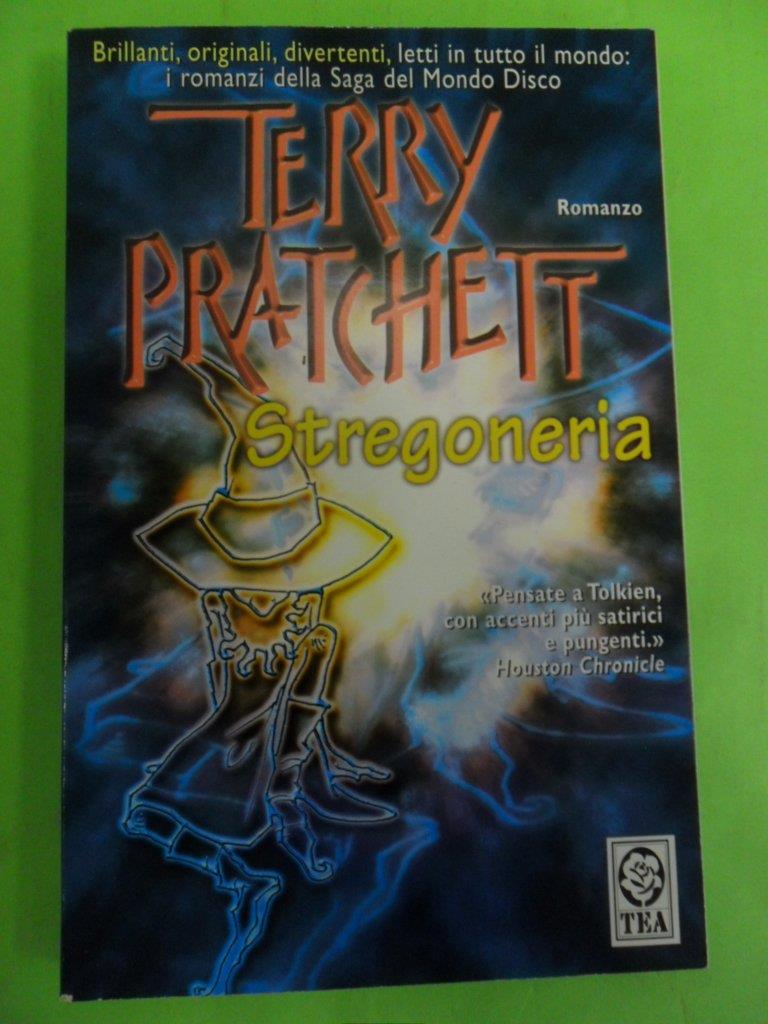 Brillanti, originali, divertenti, letti in tutto il mondo:
i romanzi della Saga del Mondo Disco
TERRY
PRATCHETT
Romanzo
Stregoneria
«Pensate a Tolkien,
con accenti più satirici
e pungenti.»
Houston Chronicle
TEA